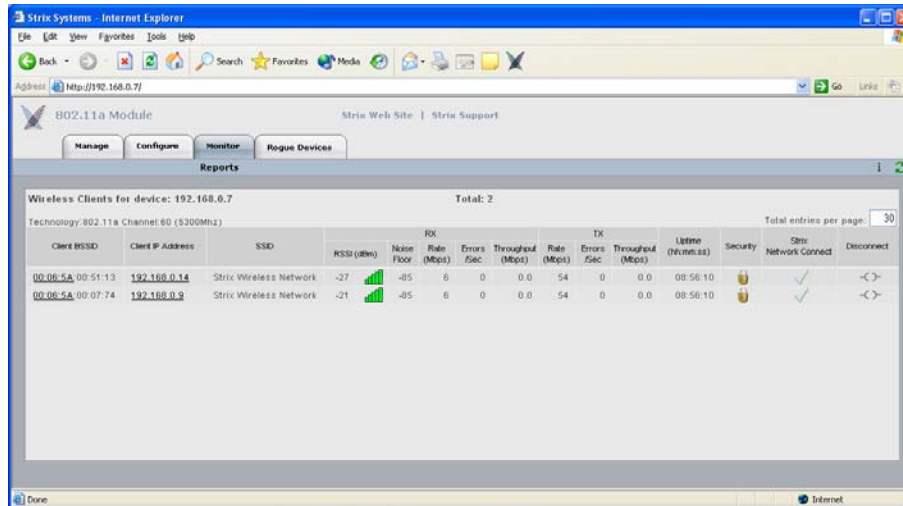 Strix Systems - Internet Explorer
File Edit View Favorites Tools Help
Back Search Favorites Media
Address http://192.168.0.7/ Go Links
802.11a Module Strix Web Site | Strix Support
Manage Configure Monitor Rogue Devices
Reports i
Wireless Clients for device: 192.168.0.7 Total: 2
Technology:802.11a Channel:60 (5300Mhz) Total entries per page: 30
RX TX
Client BSSID Client IP Address SSID RSSI (dBm) Noise Floor Rate (Mbps) Errors /Sec Throughput (Mbps) Rate (Mbps) Errors /Sec Throughput (Mbps) Uptime (hh:mm:ss) Security Strix Network Connect Disconnect
00:06:5A:00:51:13 192.168.0.14 Strix Wireless Network -27 -85 6 0 0.0 54 0 0.0 08:56:10
00:06:5A:00:07:74 192.168.0.9 Strix Wireless Network -21 -85 6 0 0.0 54 0 0.0 08:56:10
Done Internet